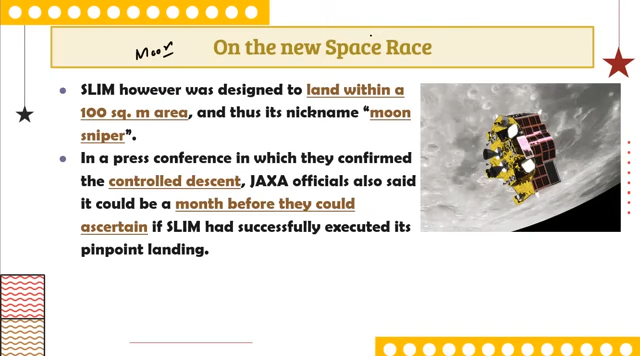 Moon
On the new Space Race
SLIM however was designed to land within a
100 sq. m area, and thus its nickname “moon
sniper”.
In a press conference in which they confirmed
the controlled descent, JAXA officials also said
it could be a month before they could
ascertain if SLIM had successfully executed its
pinpoint landing.